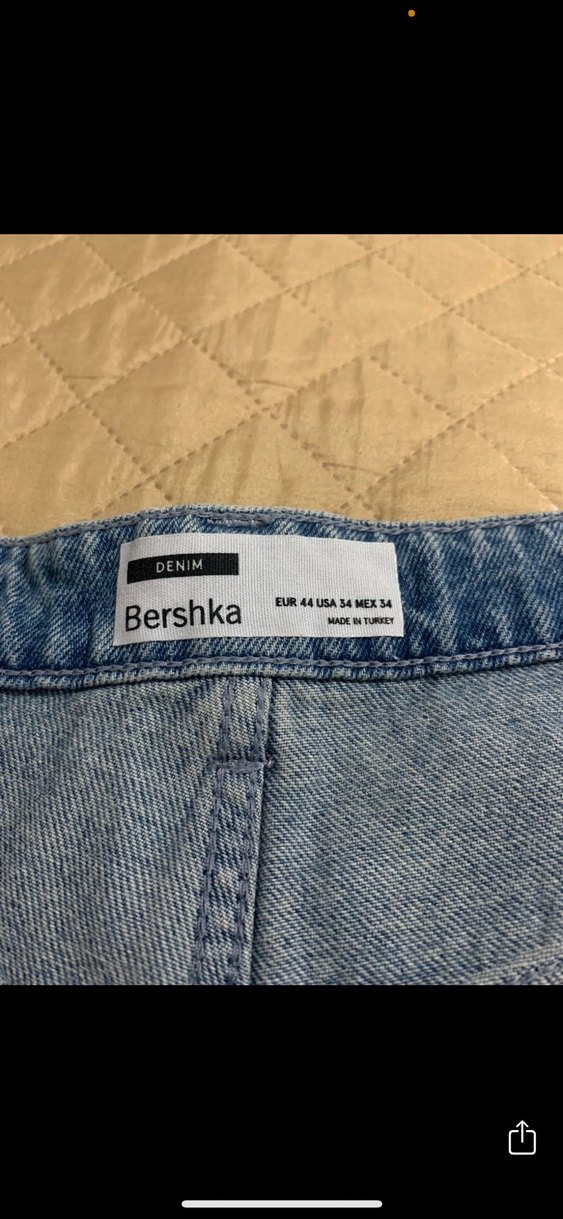 DENIM
Bershka
EUR 44 USA 34 MEX 34
MADE IN TURKEY